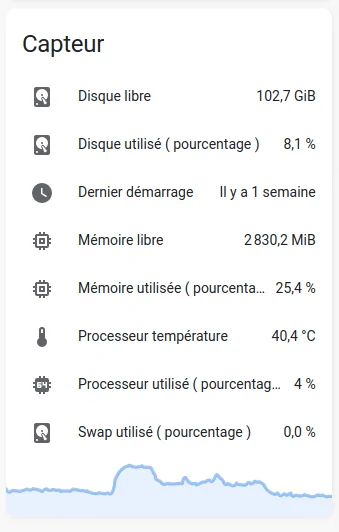 Capteur
Disque libre 102,7 GiB
Disque utilisé ( pourcentage ) 8,1 %
Dernier démarrage Il y a 1 semaine
Mémoire libre 2 830,2 MiB
Mémoire utilisée ( pourcenta... 25,4 %
Processeur température 40,4 °C
64
Processeur utilisé ( pourcentag... 4 %
Swap utilisé ( pourcentage ) 0,0 %